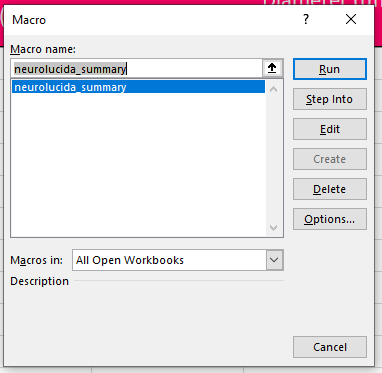 Macro
?
Macro name:
neurolucida_summary
neurolucida_summary
Run
Step Into
Edit
Create
Delete
Options...
Macros in:
All Open Workbooks
Description
Cancel